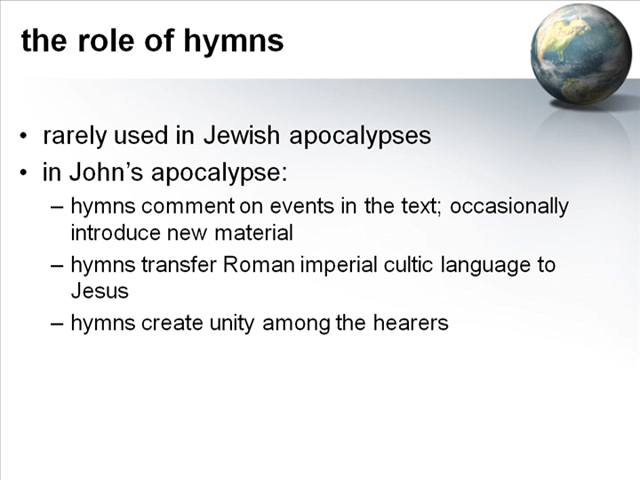 the role of hymns
• rarely used in Jewish apocalypses
• in John's apocalypse:
– hymns comment on events in the text; occasionally
introduce new material
– hymns transfer Roman imperial cultic language to
Jesus
– hymns create unity among the hearers